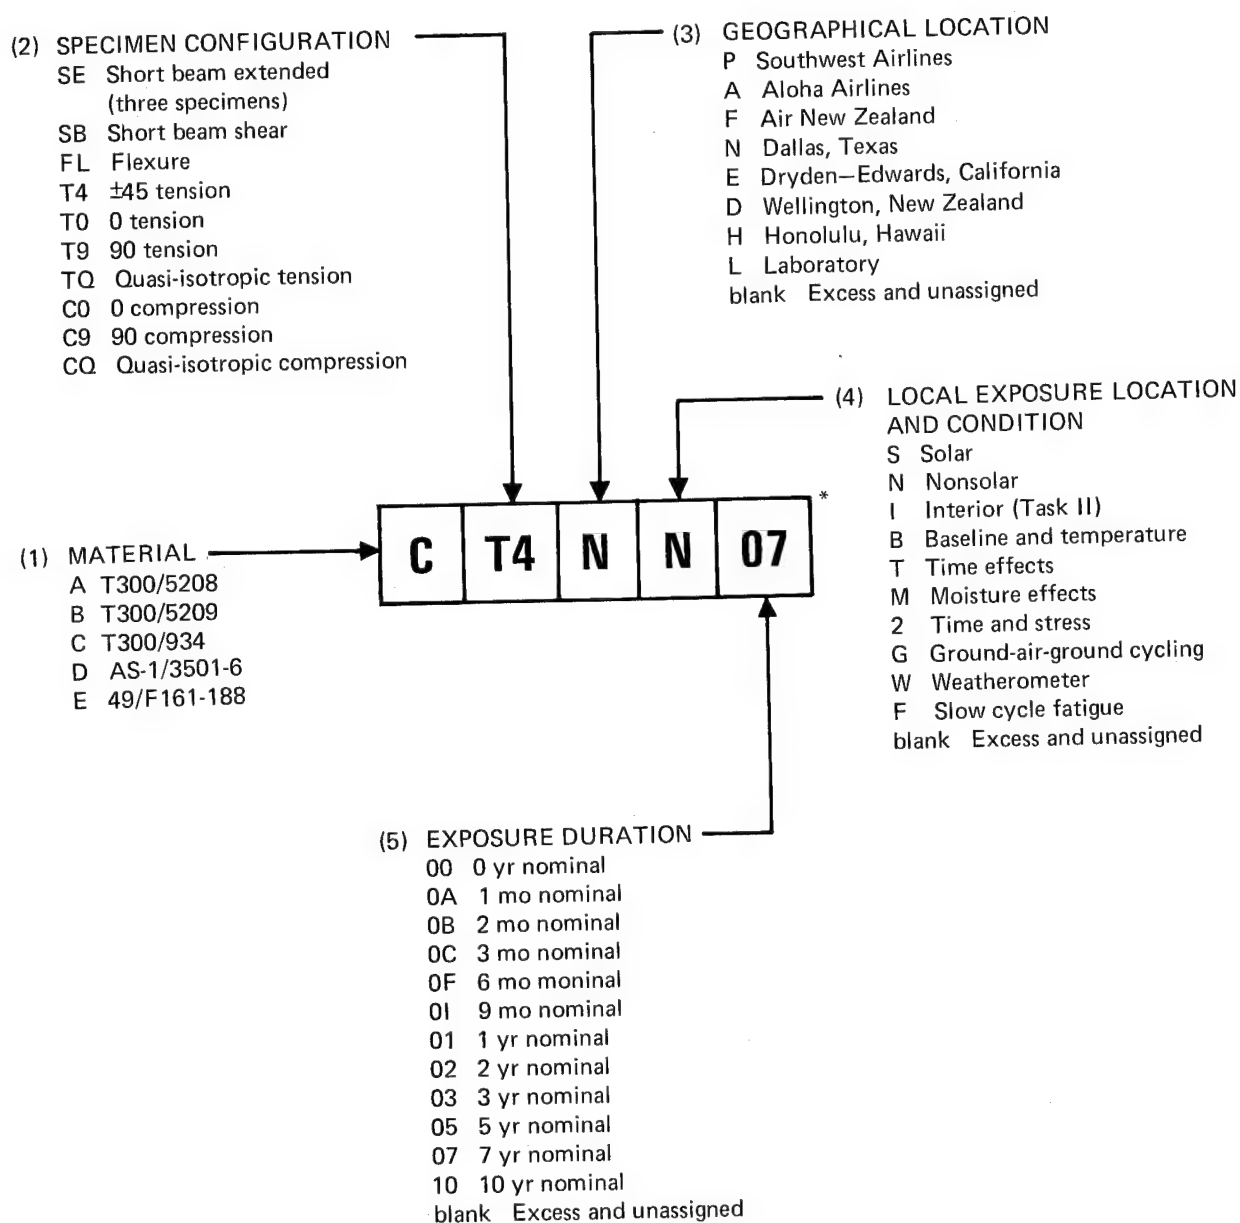 (2) SPECIMEN CONFIGURATION
SE Short beam extended
(three specimens)
SB Short beam shear
FL Flexure
T4 ±45 tension
T0 0 tension
T9 90 tension
TQ Quasi-isotropic tension
C0 0 compression
C9 90 compression
CQ Quasi-isotropic compression
(3) GEOGRAPHICAL LOCATION
P Southwest Airlines
A Aloha Airlines
F Air New Zealand
N Dallas, Texas
E Dryden—Edwards, California
D Wellington, New Zealand
H Honolulu, Hawaii
L Laboratory
blank Excess and unassigned
(4) LOCAL EXPOSURE LOCATION
AND CONDITION
S Solar
N Nonsolar
I Interior (Task II)
B Baseline and temperature
T Time effects
M Moisture effects
2 Time and stress
G Ground-air-ground cycling
W Weatherometer
F Slow cycle fatigue
blank Excess and unassigned
C T4 N N 07 *
(1) MATERIAL
A T300/5208
B T300/5209
C T300/934
D AS-1/3501-6
E 49/F161-188
(5) EXPOSURE DURATION
00 0 yr nominal
0A 1 mo nominal
0B 2 mo nominal
0C 3 mo nominal
0F 6 mo moninal
0I 9 mo nominal
01 1 yr nominal
02 2 yr nominal
03 3 yr nominal
05 5 yr nominal
07 7 yr nominal
10 10 yr nominal
blank Excess and unassigned